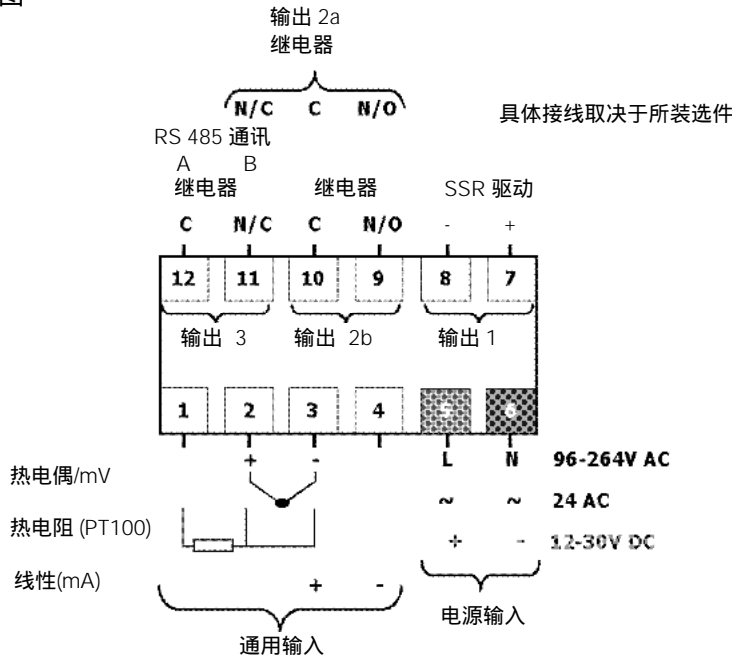 图
输出 2a
继电器
N/C C N/O
具体接线取决于所装选件
RS 485 通讯
A B
继电器 继电器 SSR 驱动
C N/C C N/O - +
12 11 10 9 8 7
输出 3 输出 2b 输出 1
1 2 3 4 5 6
+ - L N 96-264V AC
热电偶/mV
~ ~ 24 AC
热电阻 (PT100)
+ - 12-30V DC
线性(mA)
+ -
电源输入
通用输入